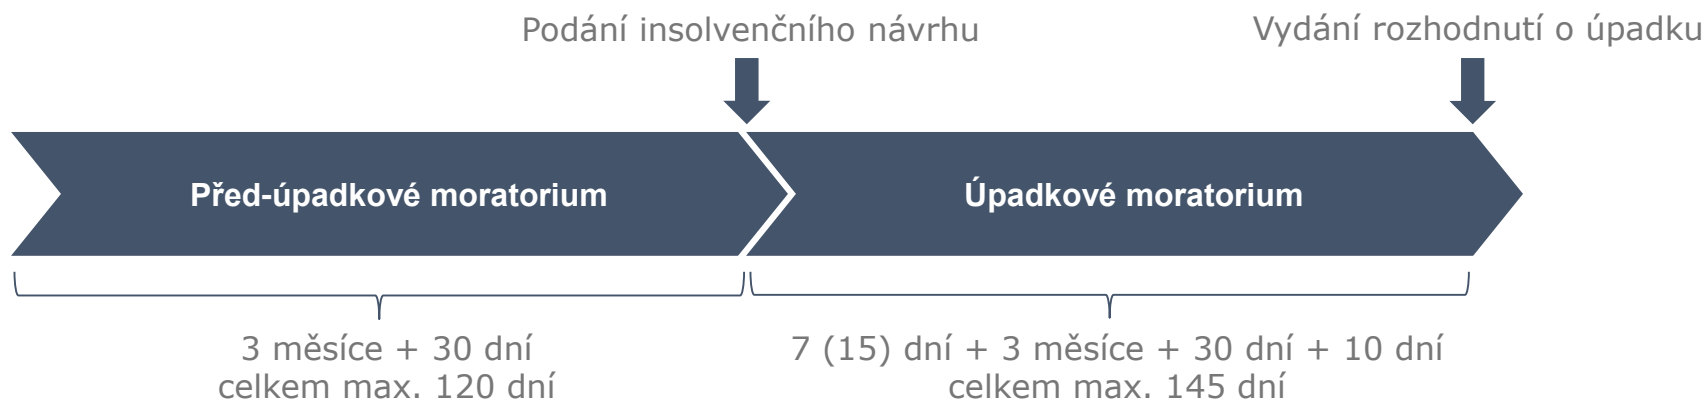 Podání insolvenčního návrhu
Vydání rozhodnutí o úpadku
Před-úpadkové moratorium
Úpadkové moratorium
3 měsíce + 30 dní
celkem max. 120 dní
7 (15) dní + 3 měsíce + 30 dní + 10 dní
celkem max. 145 dní